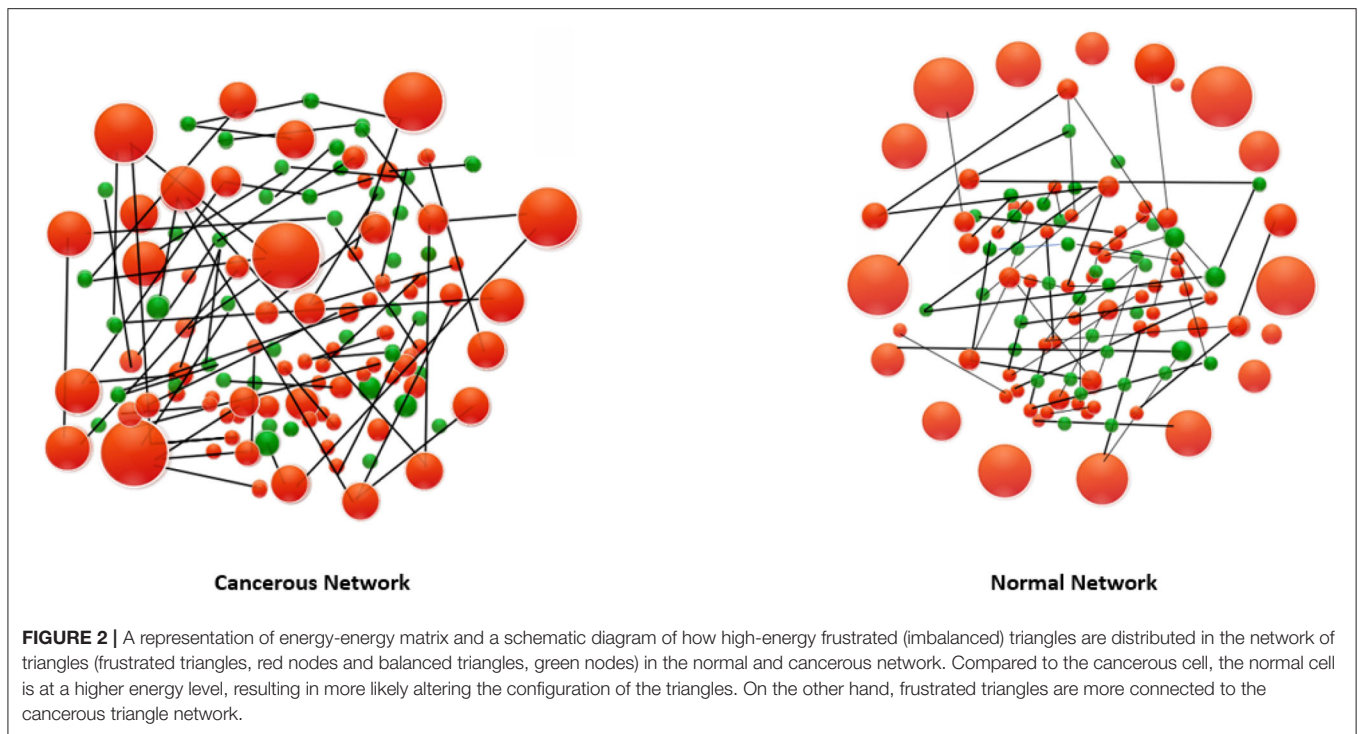 Cancerous Network
Normal Network
FIGURE 2 | A representation of energy-energy matrix and a schematic diagram of how high-energy frustrated (imbalanced) triangles are distributed in the network of
triangles (frustrated triangles, red nodes and balanced triangles, green nodes) in the normal and cancerous network. Compared to the cancerous cell, the normal cell
is at a higher energy level, resulting in more likely altering the configuration of the triangles. On the other hand, frustrated triangles are more connected to the
cancerous triangle network.